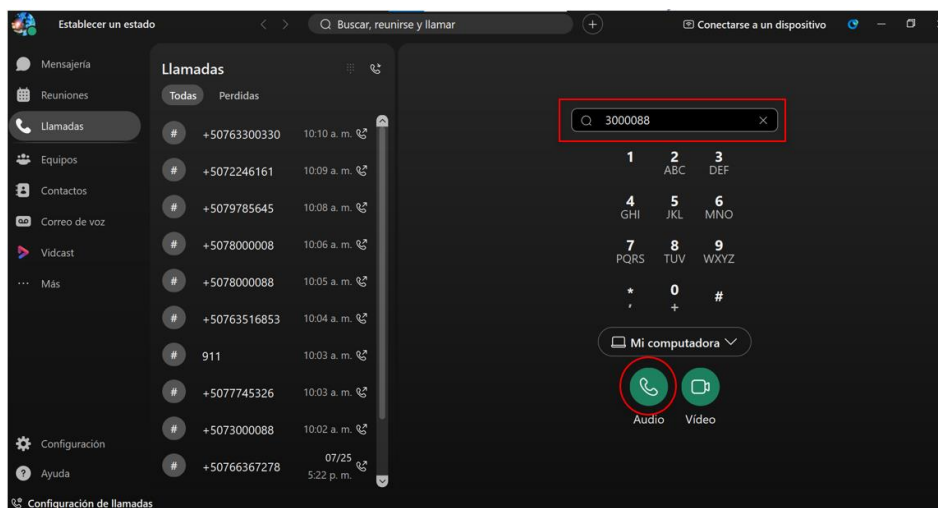 Establecer un estado
Buscar, reunirse y llamar
Conectarse a un dispositivo
Mensajería
Reuniones
Llamadas
Equipos
Contactos
Correo de voz
Vidcast
Más
Configuración
Ayuda
Configuración de llamadas
Llamadas
Todas Perdidas
# +50763300330 10:10 a. m.
# +5072246161 10:09 a. m.
# +5079785645 10:08 a. m.
# +5078000008 10:06 a. m.
# +5078000088 10:05 a. m.
# +50763516853 10:04 a. m.
# 911 10:03 a. m.
# +5077745326 10:03 a. m.
# +5073000088 10:02 a. m.
# +50766367278 07/25
5:22 p. m.
3000088
1 2 3
ABC DEF
4 5 6
GHI JKL MNO
7 8 9
PQRS TUV WXYZ
* 0 #
, +
Mi computadora
Audio Vídeo